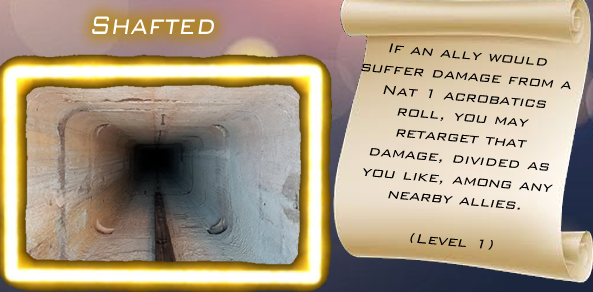 Shafted
If an ally would
suffer damage from a
Nat 1 acrobatics
roll, you may
retarget that
damage, divided as
you like, among any
nearby allies.
(Level 1)